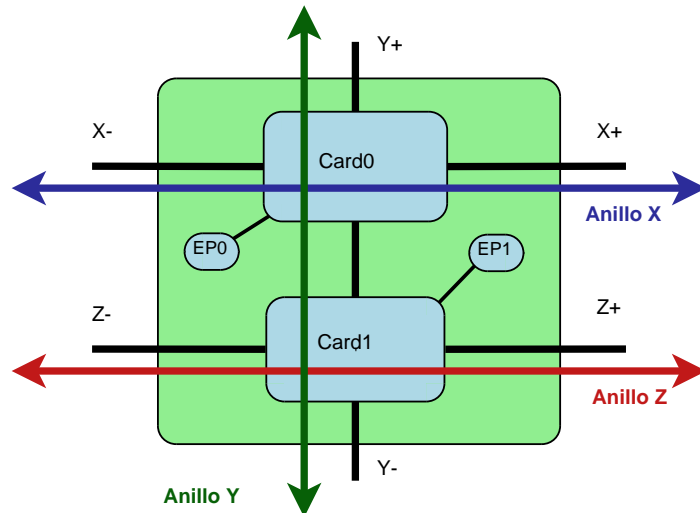 Y+
X-
X+
Card0
Anillo X
EP0
EP1
Z-
Z+
Card1
Anillo Z
Y-
Anillo Y